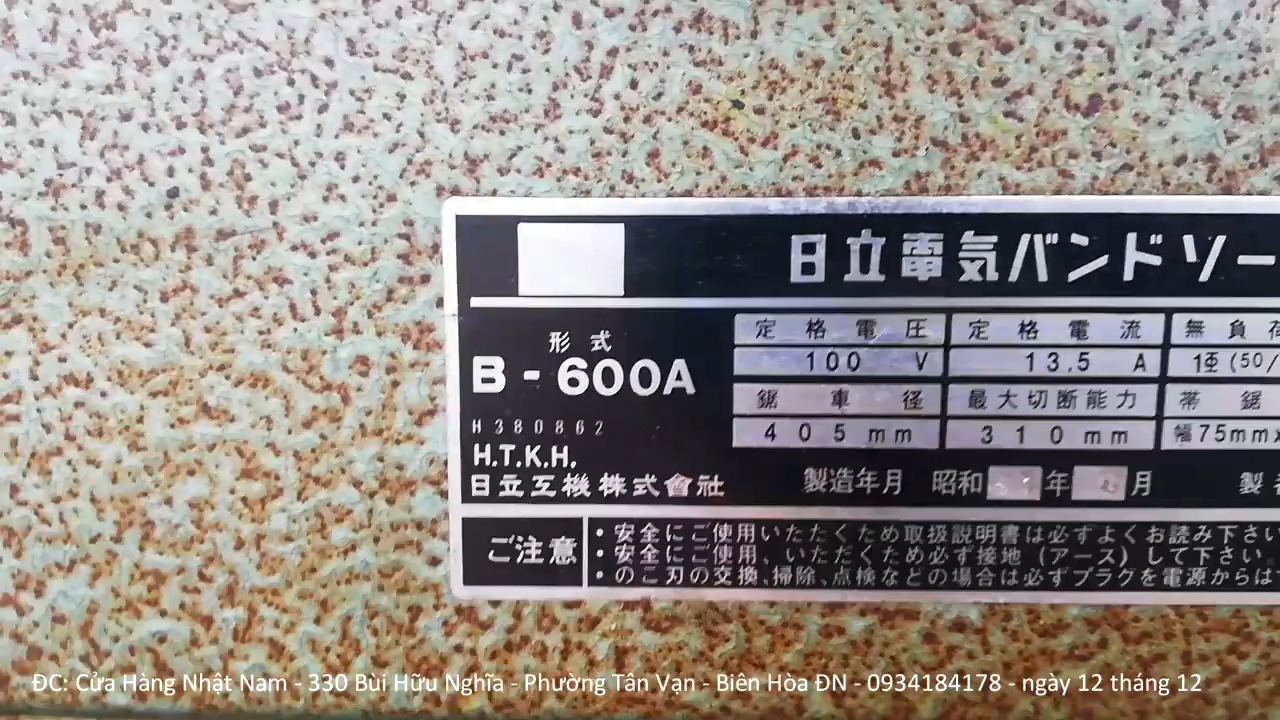 日立電気バンドソー
形式
B-600A
H380862
H.T.K.H.
日立工機株式會社
定格電圧 定格電流 無負荷
100 V 13.5 A 1Φ(50/
鋸車径 最大切断能力 帯鋸
405mm 310mm 幅75mm
製造年月 昭和 年 月 製
ご注意
・安全にご使用いたたくため取扱説明書は必ずよくお読み下さい
・安全にご使用、いただくため必ず接地(アース)して下さい。
・のこ刃の交換、掃除、点検などの場合は必ずプラグを電源からは
ĐC: Cửa Hàng Nhật Nam - 330 Bùi Hữu Nghĩa - Phường Tân Vạn - Biên Hòa ĐN - 0934184178 - ngày 12 tháng 12